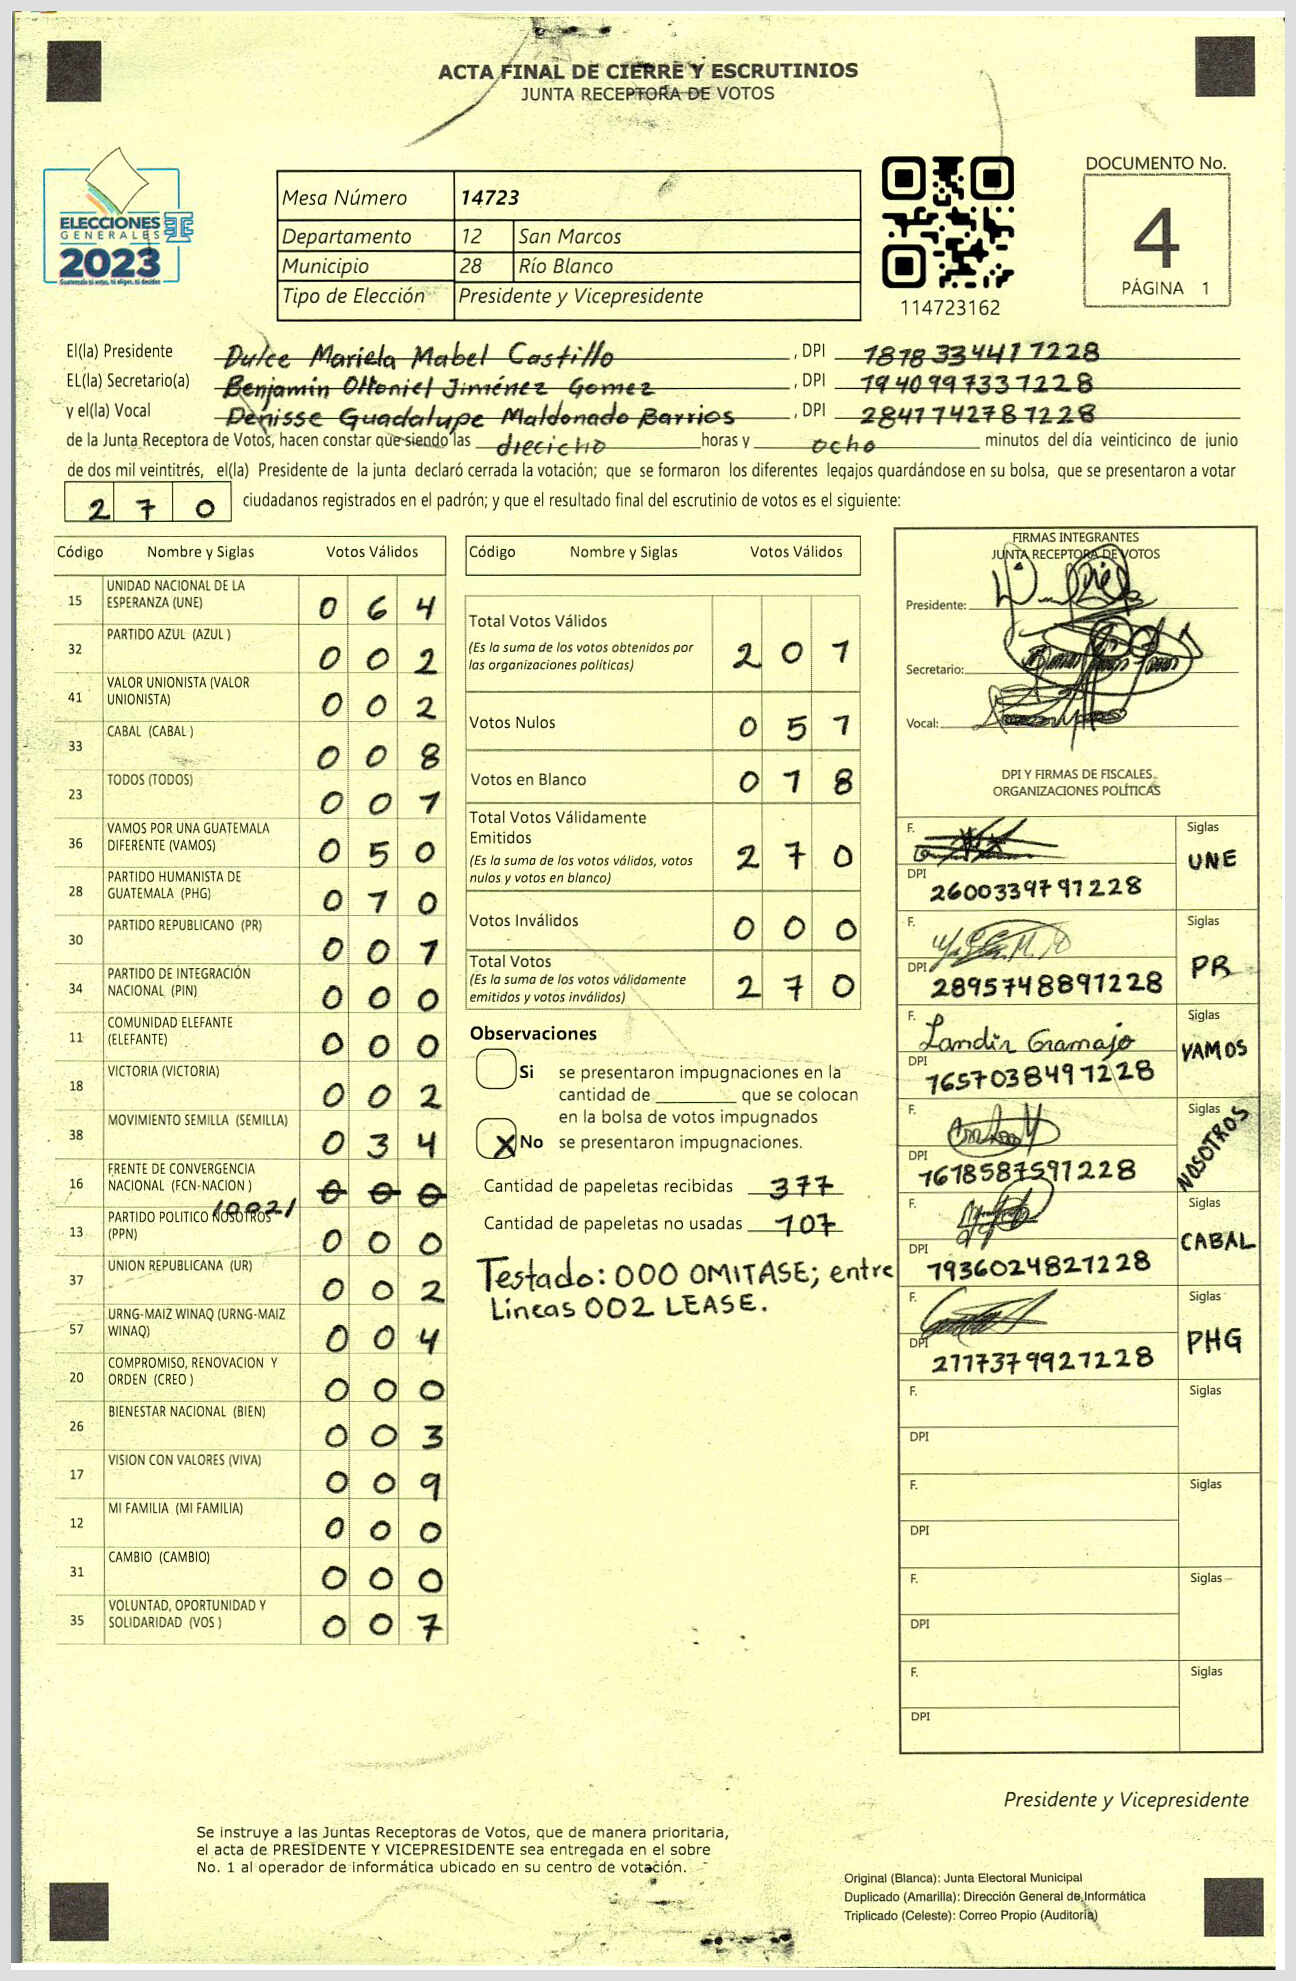 ACTA FINAL DE CIERRE Y ESCRUTINIOS
JUNTA RECEPTORA DE VOTOS
ELECCIONES
GENERALES
2023
Mesa Número 14723
Departamento 12 San Marcos
Municipio 28 Río Blanco
Tipo de Elección Presidente y Vicepresidente
114723162
DOCUMENTO No.
4
PÁGINA 1
El(la) Presidente Dulce Mariela Mabel Castillo , DPI 1878334417228
EL(la) Secretario(a) Benjamín Ottoniel Jiménez Gomez , DPI 1940997337228
y el(la) Vocal Denisse Guadalupe Maldonado Barrios , DPI 2841742787228
de la Junta Receptora de Votos, hacen constar que siendo las diecicho horas y ocho minutos del día veinticinco de junio
de dos mil veintitrés, el(la) Presidente de la junta declaró cerrada la votación; que se formaron los diferentes legajos guardándose en su bolsa, que se presentaron a votar
2 7 0 ciudadanos registrados en el padrón; y que el resultado final del escrutinio de votos es el siguiente:
Código Nombre y Siglas Votos Válidos
15 UNIDAD NACIONAL DE LA ESPERANZA (UNE) 0 6 4
32 PARTIDO AZUL (AZUL ) 0 0 2
41 VALOR UNIONISTA (VALOR UNIONISTA) 0 0 2
33 CABAL (CABAL ) 0 0 8
23 TODOS (TODOS) 0 0 1
36 VAMOS POR UNA GUATEMALA DIFERENTE (VAMOS) 0 5 0
28 PARTIDO HUMANISTA DE GUATEMALA (PHG) 0 1 0
30 PARTIDO REPUBLICANO (PR) 0 0 1
34 PARTIDO DE INTEGRACIÓN NACIONAL (PIN) 0 0 0
11 COMUNIDAD ELEFANTE (ELEFANTE) 0 0 0
18 VICTORIA (VICTORIA) 0 0 2
38 MOVIMIENTO SEMILLA (SEMILLA) 0 3 4
16 FRENTE DE CONVERGENCIA NACIONAL (FCN-NACION ) 0 0 0
13 PARTIDO POLITICO NOSOTROS (PPN) 0 0 0
37 UNION REPUBLICANA (UR) 0 0 2
57 URNG-MAIZ WINAQ (URNG-MAIZ WINAQ) 0 0 4
20 COMPROMISO, RENOVACION Y ORDEN (CREO ) 0 0 0
26 BIENESTAR NACIONAL (BIEN) 0 0 3
17 VISION CON VALORES (VIVA) 0 0 9
12 MI FAMILIA (MI FAMILIA) 0 0 0
31 CAMBIO (CAMBIO) 0 0 0
35 VOLUNTAD, OPORTUNIDAD Y SOLIDARIDAD (VOS ) 0 0 7
Código Nombre y Siglas Votos Válidos
Total Votos Válidos 2 0 1
(Es la suma de los votos obtenidos por
las organizaciones políticas)
Votos Nulos 0 5 1
Votos en Blanco 0 1 8
Total Votos Válidamente
Emitidos 2 7 0
(Es la suma de los votos válidos, votos
nulos y votos en blanco)
Votos Inválidos 0 0 0
Total Votos 2 7 0
(Es la suma de los votos válidamente
emitidos y votos inválidos)
Observaciones
Si se presentaron impugnaciones en la
cantidad de ________ que se colocan
en la bolsa de votos impugnados
X No se presentaron impugnaciones.
Cantidad de papeletas recibidas 377
Cantidad de papeletas no usadas 107
Testado: 000 OMITASE; entre
Líneas 002 LEASE.
FIRMAS INTEGRANTES
JUNTA RECEPTORA DE VOTOS
Presidente:
Secretario:
Vocal:
DPI Y FIRMAS DE FISCALES
ORGANIZACIONES POLÍTICAS
F. Siglas UNE
DPI 2600339791228
F. Siglas PR
DPI 2895748891228
F. Landir Gramajo Siglas VAMOS
DPI 1657038491228
F. Siglas NOSOTROS
DPI 1618587591228
F. Siglas CABAL
DPI 1936024821228
F. Siglas PHG
DPI 2117379921228
F. Siglas
DPI
F. Siglas
DPI
F. Siglas
DPI
F. Siglas
DPI
Presidente y Vicepresidente
Se instruye a las Juntas Receptoras de Votos, que de manera prioritaria,
el acta de PRESIDENTE Y VICEPRESIDENTE sea entregada en el sobre
No. 1 al operador de informática ubicado en su centro de votación.
Original (Blanca): Junta Electoral Municipal
Duplicado (Amarilla): Dirección General de Informática
Triplicado (Celeste): Correo Propio (Auditoría)